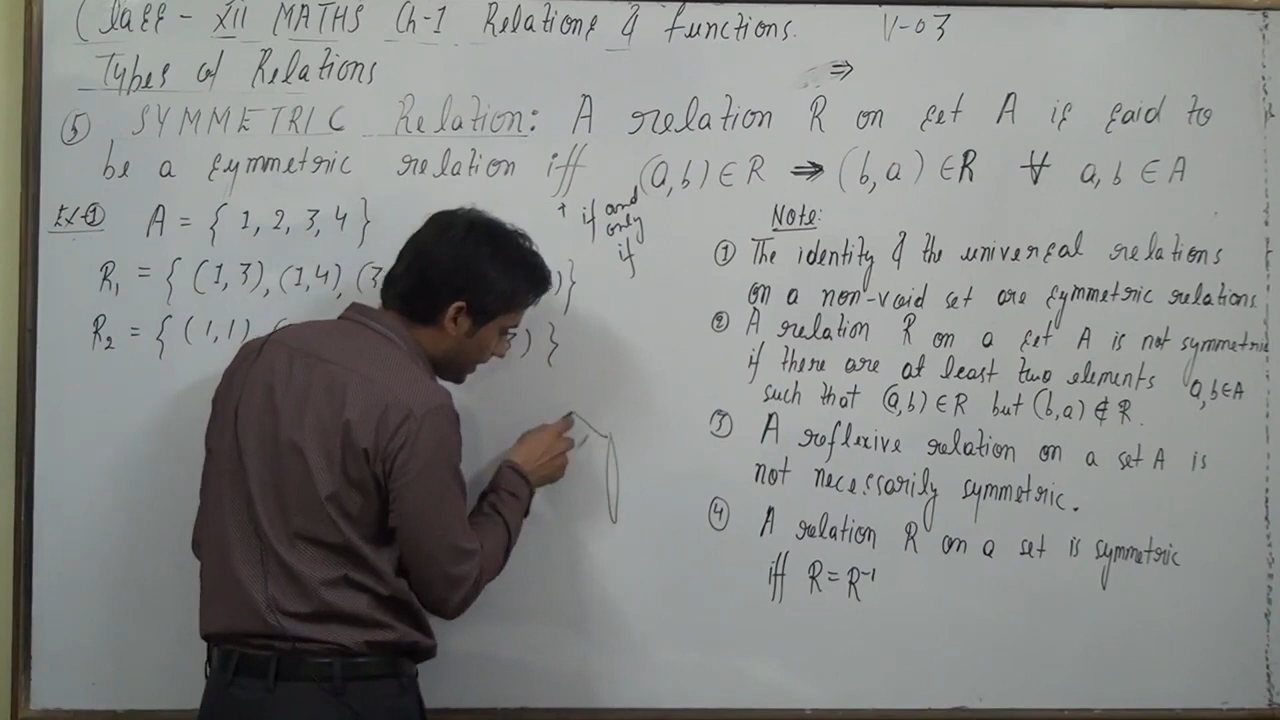 Class - XII MATHS Ch-1 Relations & functions. V-03
Types of Relations
⇒
⑤ SYMMETRIC Relation: A relation R on set A is said to
be a symmetric relation iff (a,b) ∈ R ⇒ (b,a) ∈ R ∀ a,b ∈ A
if and
only
if
Ex-① A = { 1, 2, 3, 4 }
R₁ = { (1,3), (1,4), (3 )}
R₂ = { (1,1), ) }
Note:
① The identity & the universal relations
on a non-void set are symmetric relations
② A relation R on a set A is not symmetric
if there are at least two elements a,b∈A
such that (a,b) ∈ R but (b,a) ∉ R.
③ A reflexive relation on a set A is
not necessarily symmetric.
④ A relation R on a set is symmetric
iff R = R⁻¹